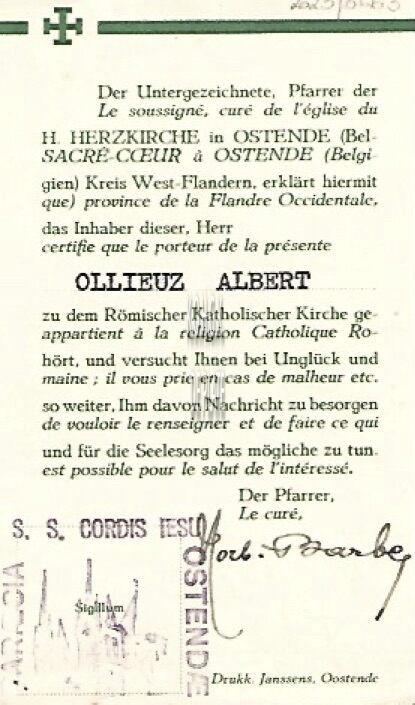 Der Untergezeichnete, Pfarrer der
Le soussigné, curé de l'église du
H. HERZKIRCHE in OSTENDE (Bel-
SACRÉ-CŒUR à OSTENDE (Belgi
gien) Kreis West-Flandern, erklärt hiermit
que) province de la Flandre Occidentale,
das Inhaber dieser, Herr
certifie que le porteur de la présente
OLLIEUZ ALBERT
zu dem Römischer Katholischer Kirche ge-
appartient à la religion Catholique Ro-
hört, und versucht Ihnen bei Unglück und
maine ; il vous prie en cas de malheur etc.
so weiter, Ihm davon Nachricht zu besorgen
de vouloir le renseigner et de faire ce qui
und für die Seelesorg das mögliche zu tun.
est possible pour le salut de l'intéressé.
Der Pfarrer,
Le curé,
S. S. CORDIS IESU
OSTENDÆ
Sigillum
Drukk. Janssens, Oostende